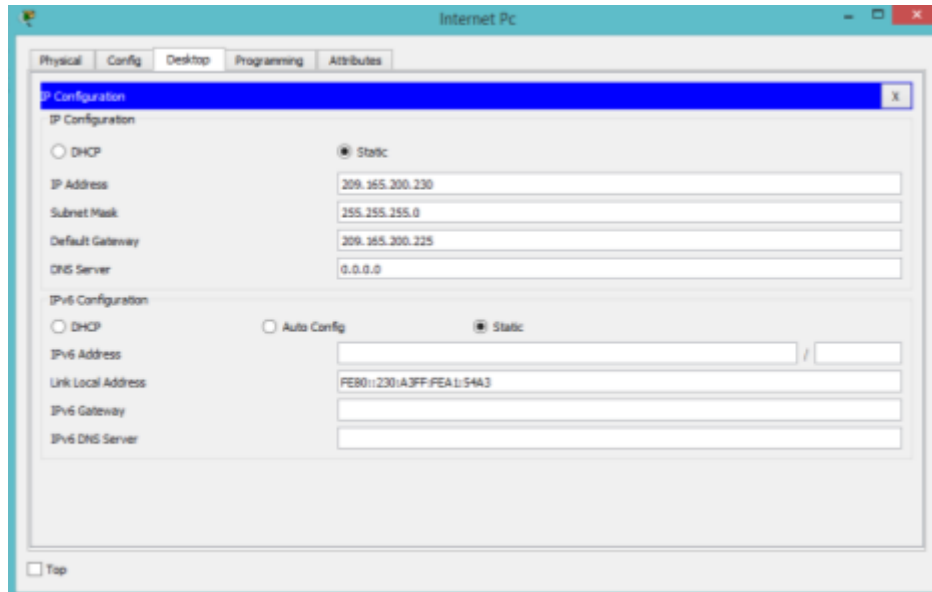 Internet Pc
Physical Config Desktop Programming Attributes
IP Configuration X
IP Configuration
DHCP Static
IP Address 209.165.200.230
Subnet Mask 255.255.255.0
Default Gateway 209.165.200.225
DNS Server 0.0.0.0
IPv6 Configuration
DHCP Auto Config Static
IPv6 Address /
Link Local Address FE80::230:A3FF:FEA1:54A3
IPv6 Gateway
IPv6 DNS Server
Top